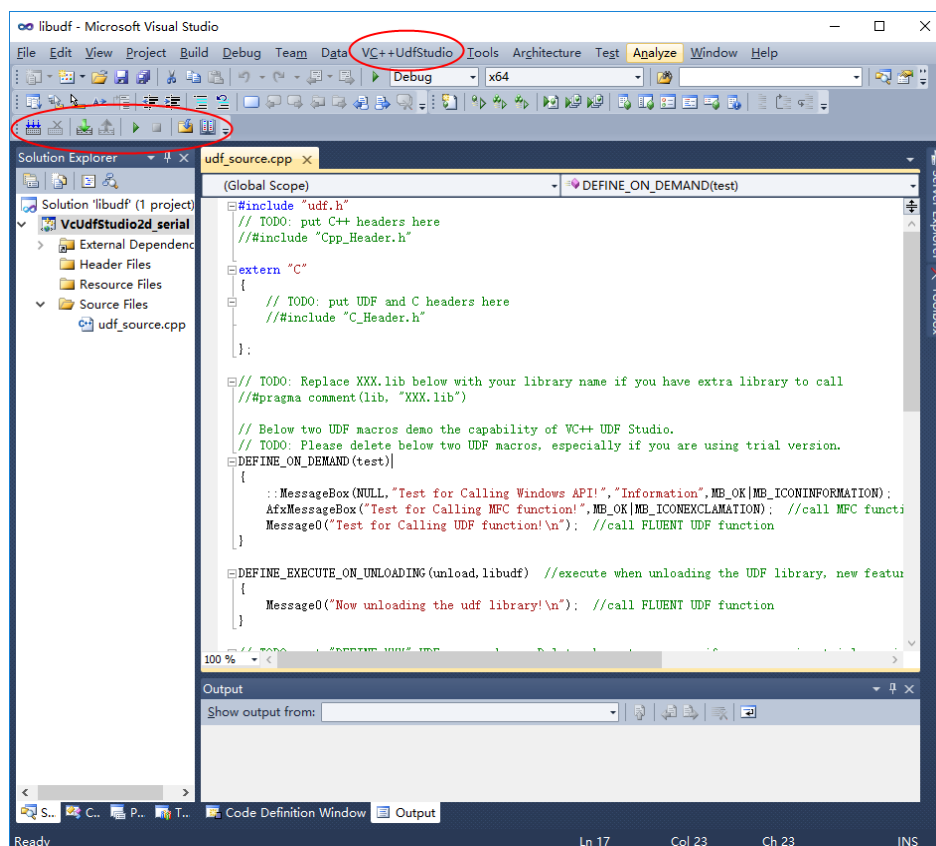 libudf - Microsoft Visual Studio
File Edit View Project Build Debug Team Data VC++UdfStudio Tools Architecture Test Analyze Window Help
Debug x64
Solution Explorer
udf_source.cpp
(Global Scope) DEFINE_ON_DEMAND(test)
Solution 'libudf' (1 project)
VcUdfStudio2d_serial
External Dependenc
Header Files
Resource Files
Source Files
udf_source.cpp
#include "udf.h"
// TODO: put C++ headers here
//#include "Cpp_Header.h"
extern "C"
{
// TODO: put UDF and C headers here
//#include "C_Header.h"
};
// TODO: Replace XXX.lib below with your library name if you have extra library to call
//#pragma comment(lib, "XXX.lib")
// Below two UDF macros demo the capability of VC++ UDF Studio.
// TODO: Please delete below two UDF macros, especially if you are using trial version.
DEFINE_ON_DEMAND(test)
{
::MessageBox(NULL,"Test for Calling Windows API!","Information",MB_OK|MB_ICONINFORMATION);
AfxMessageBox("Test for Calling MFC function!",MB_OK|MB_ICONEXCLAMATION); //call MFC functi
Message0("Test for Calling UDF function!\n"); //call FLUENT UDF function
}
DEFINE_EXECUTE_ON_UNLOADING(unload,libudf) //execute when unloading the UDF library, new featur
{
Message0("Now unloading the udf library!\n"); //call FLUENT UDF function
}
100 %
Output
Show output from:
S... C... P... T...
Code Definition Window Output
Ready Ln 17 Col 23 Ch 23 INS